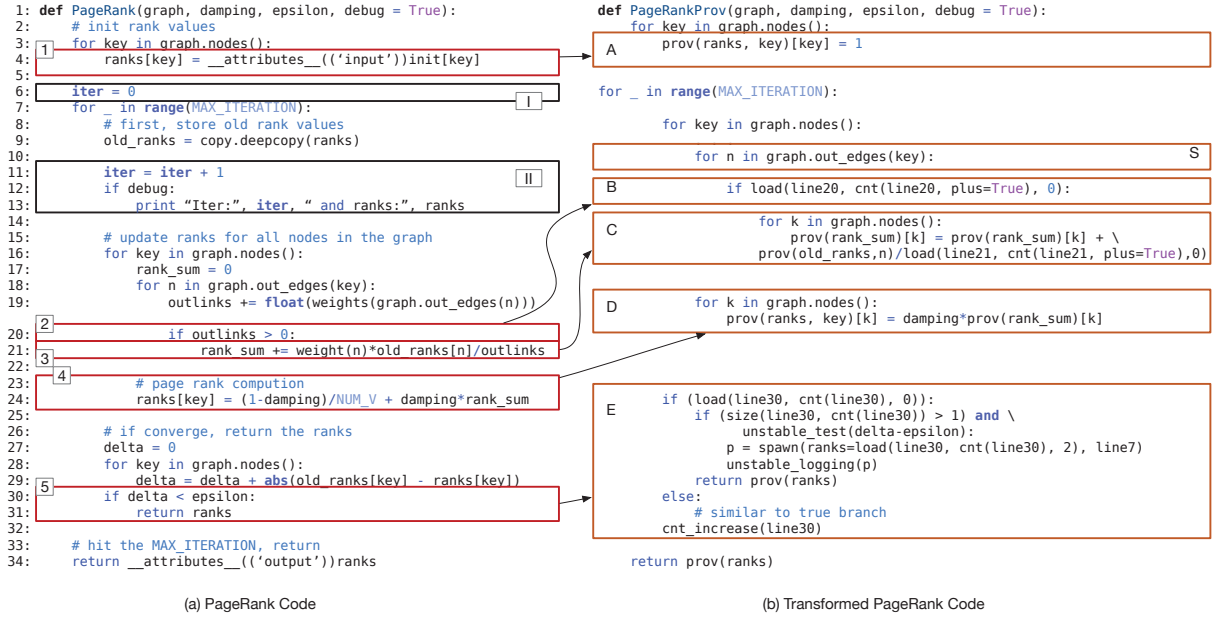 1: def PageRank(graph, damping, epsilon, debug = True):
2: # init rank values
3: for key in graph.nodes():
1
4: ranks[key] = __attributes__(('input'))init[key]
5:
6: iter = 0
I
7: for _ in range(MAX_ITERATION):
8: # first, store old rank values
9: old_ranks = copy.deepcopy(ranks)
10:
11: iter = iter + 1
II
12: if debug:
13: print “Iter:”, iter, “ and ranks:”, ranks
14:
15: # update ranks for all nodes in the graph
16: for key in graph.nodes():
17: rank_sum = 0
18: for n in graph.out_edges(key):
19: outlinks += float(weights(graph.out_edges(n)))
2
20: if outlinks > 0:
21: rank_sum += weight(n)*old_ranks[n]/outlinks
3
22:
4
23: # page rank compution
24: ranks[key] = (1-damping)/NUM_V + damping*rank_sum
25:
26: # if converge, return the ranks
27: delta = 0
28: for key in graph.nodes():
29: delta = delta + abs(old_ranks[key] - ranks[key])
5
30: if delta < epsilon:
31: return ranks
32:
33: # hit the MAX_ITERATION, return
34: return __attributes__(('output'))ranks
(a) PageRank Code
def PageRankProv(graph, damping, epsilon, debug = True):
for key in graph.nodes():
A
prov(ranks, key)[key] = 1
for _ in range(MAX_ITERATION):
for key in graph.nodes():
for n in graph.out_edges(key):
S
B
if load(line20, cnt(line20, plus=True), 0):
C
for k in graph.nodes():
prov(rank_sum)[k] = prov(rank_sum)[k] + \
prov(old_ranks,n)/load(line21, cnt(line21, plus=True),0)
D
for k in graph.nodes():
prov(ranks, key)[k] = damping*prov(rank_sum)[k]
E
if (load(line30, cnt(line30), 0)):
if (size(line30, cnt(line30)) > 1) and \
unstable_test(delta-epsilon):
p = spawn(ranks=load(line30, cnt(line30), 2), line7)
unstable_logging(p)
return prov(ranks)
else:
# similar to true branch
cnt_increase(line30)
return prov(ranks)
(b) Transformed PageRank Code